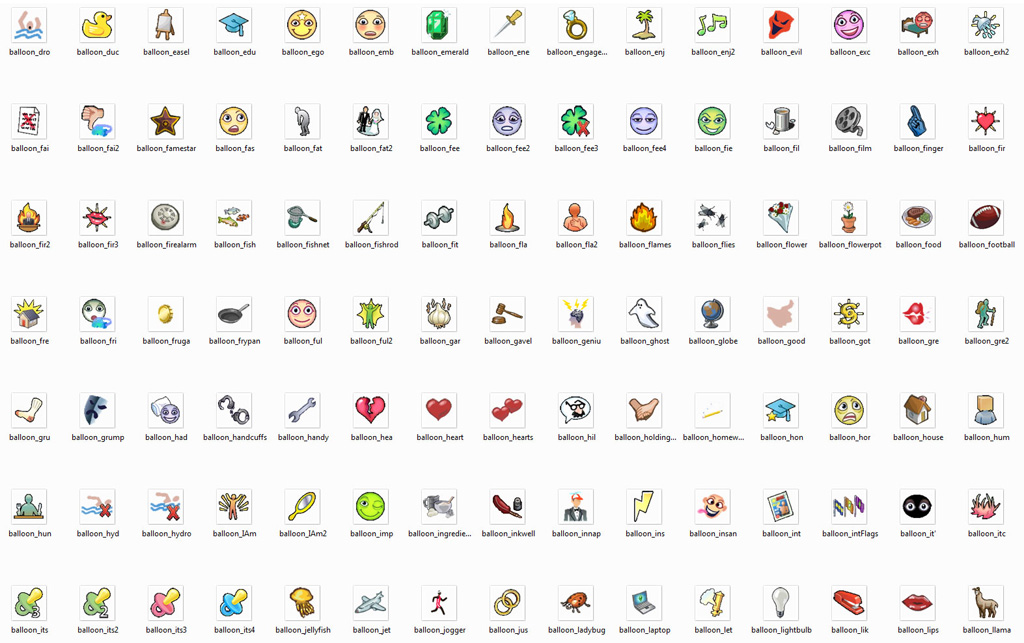 balloon_dro balloon_duc balloon_easel balloon_edu balloon_ego balloon_emb balloon_emerald balloon_ene balloon_engage... balloon_enj balloon_enj2 balloon_evil balloon_exc balloon_exh balloon_exh2
balloon_fai balloon_fai2 balloon_famestar balloon_fas balloon_fat balloon_fat2 balloon_fee balloon_fee2 balloon_fee3 balloon_fee4 balloon_fie balloon_fil balloon_film balloon_finger balloon_fir
balloon_fir2 balloon_fir3 balloon_firealarm balloon_fish balloon_fishnet balloon_fishrod balloon_fit balloon_fla balloon_fla2 balloon_flames balloon_flies balloon_flower balloon_flowerpot balloon_food balloon_football
balloon_fre balloon_fri balloon_fruga balloon_frypan balloon_ful balloon_ful2 balloon_gar balloon_gavel balloon_geniu balloon_ghost balloon_globe balloon_good balloon_got balloon_gre balloon_gre2
balloon_gru balloon_grump balloon_had balloon_handcuffs balloon_handy balloon_hea balloon_heart balloon_hearts balloon_hil balloon_holding... balloon_homew... balloon_hon balloon_hor balloon_house balloon_hum
balloon_hun balloon_hyd balloon_hydro balloon_IAm balloon_IAm2 balloon_imp balloon_ingredie... balloon_inkwell balloon_innap balloon_ins balloon_insan balloon_int balloon_intFlags balloon_it' balloon_itc
3 2
balloon_its balloon_its2 balloon_its3 balloon_its4 balloon_jellyfish balloon_jet balloon_jogger balloon_jus balloon_ladybug balloon_laptop balloon_let balloon_lightbulb balloon_lik balloon_lips balloon_llama